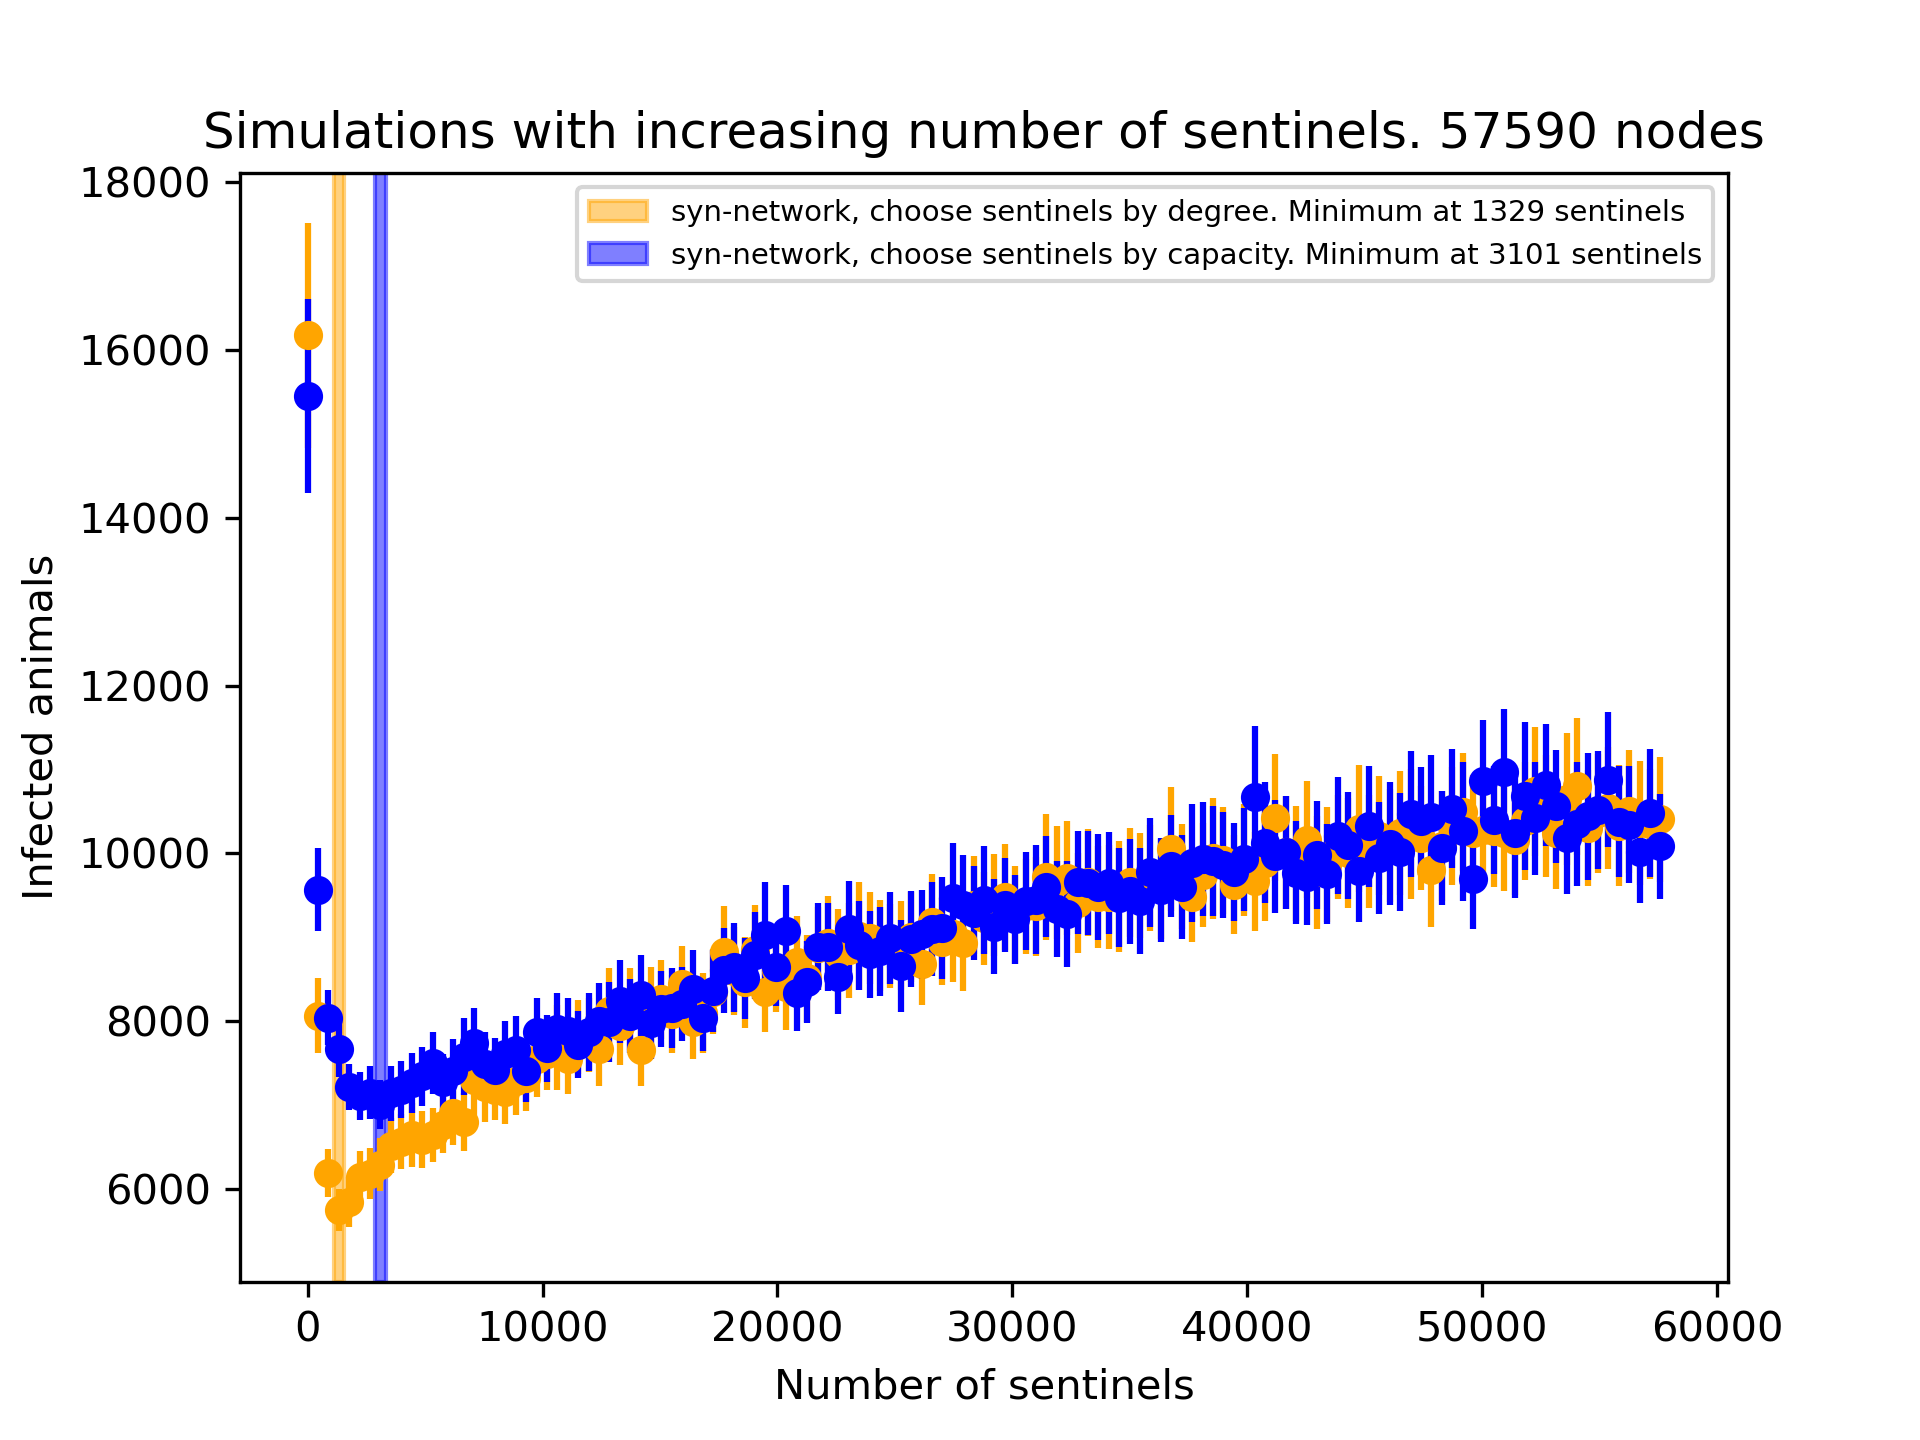 Simulations with increasing number of sentinels. 57590 nodes
syn-network, choose sentinels by degree. Minimum at 1329 sentinels
syn-network, choose sentinels by capacity. Minimum at 3101 sentinels
18000
16000
14000
12000
10000
8000
6000
Infected animals
0 10000 20000 30000 40000 50000 60000
Number of sentinels